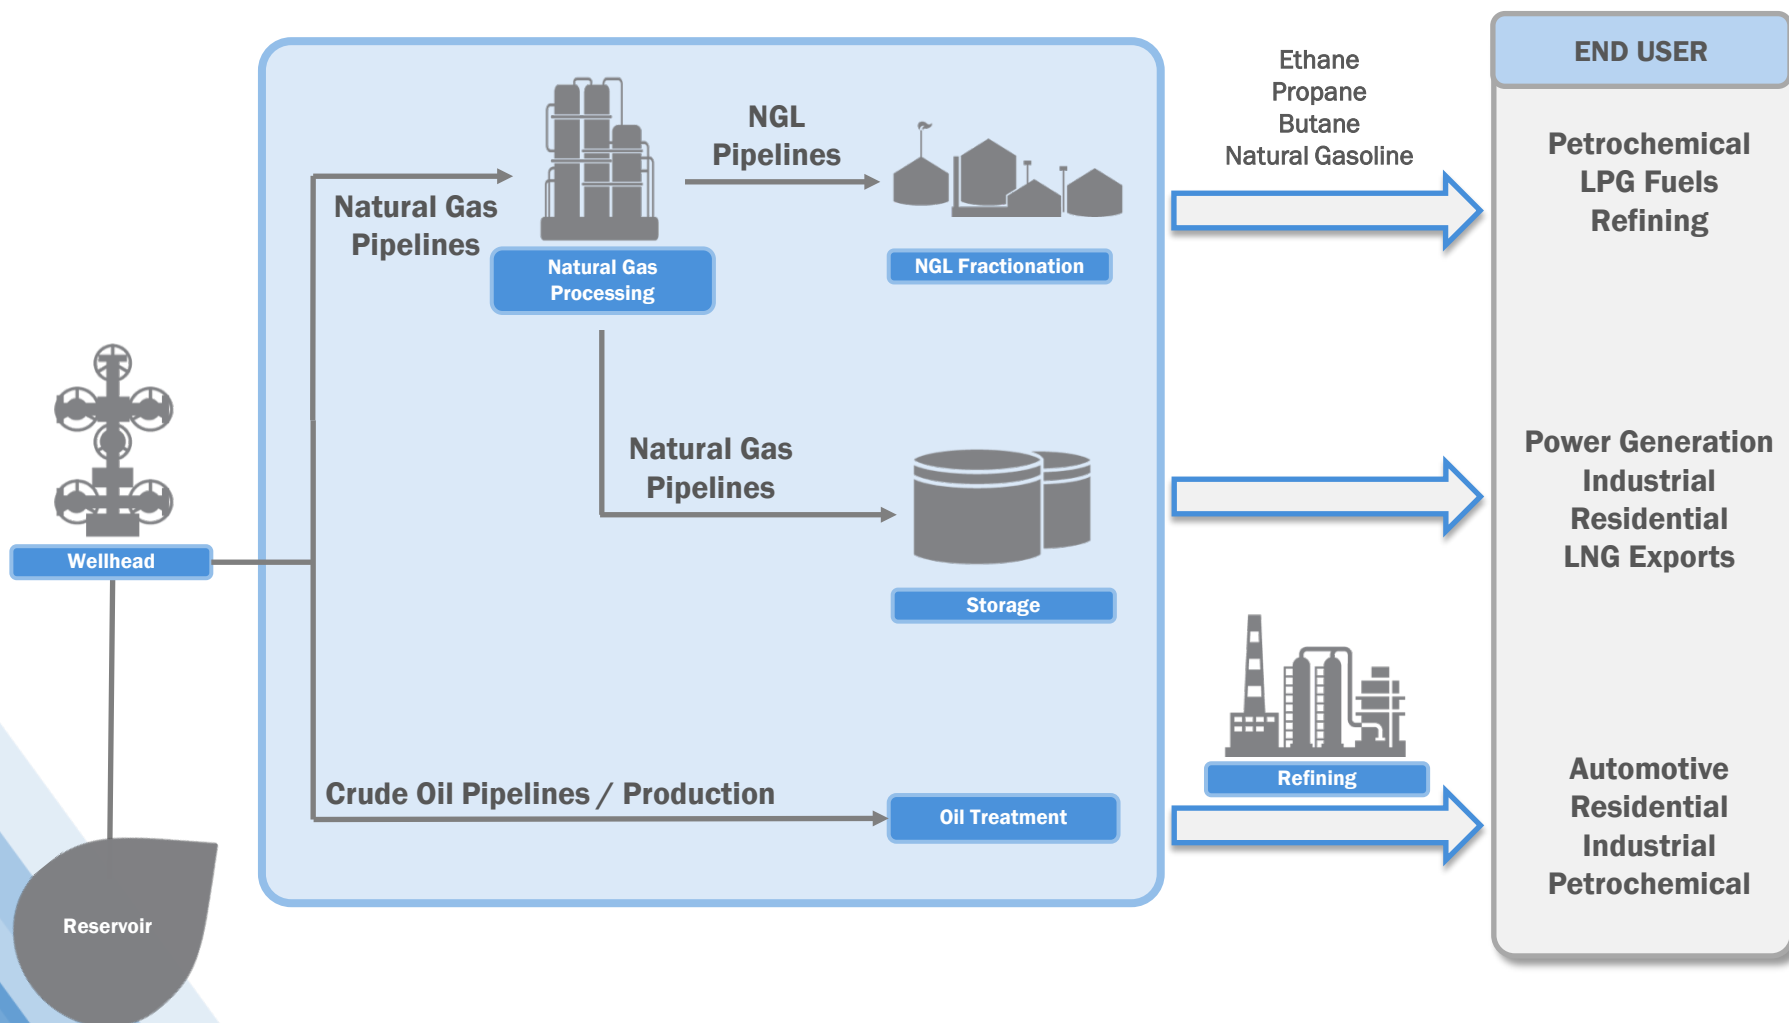 Ethane
Propane
Butane
Natural Gasoline
END USER
NGL
Pipelines
Petrochemical
LPG Fuels
Refining
Natural Gas
Pipelines
Natural Gas
Processing
NGL Fractionation
Natural Gas
Pipelines
Power Generation
Industrial
Residential
LNG Exports
Wellhead
Storage
Refining
Crude Oil Pipelines / Production
Oil Treatment
Automotive
Residential
Industrial
Petrochemical
Reservoir